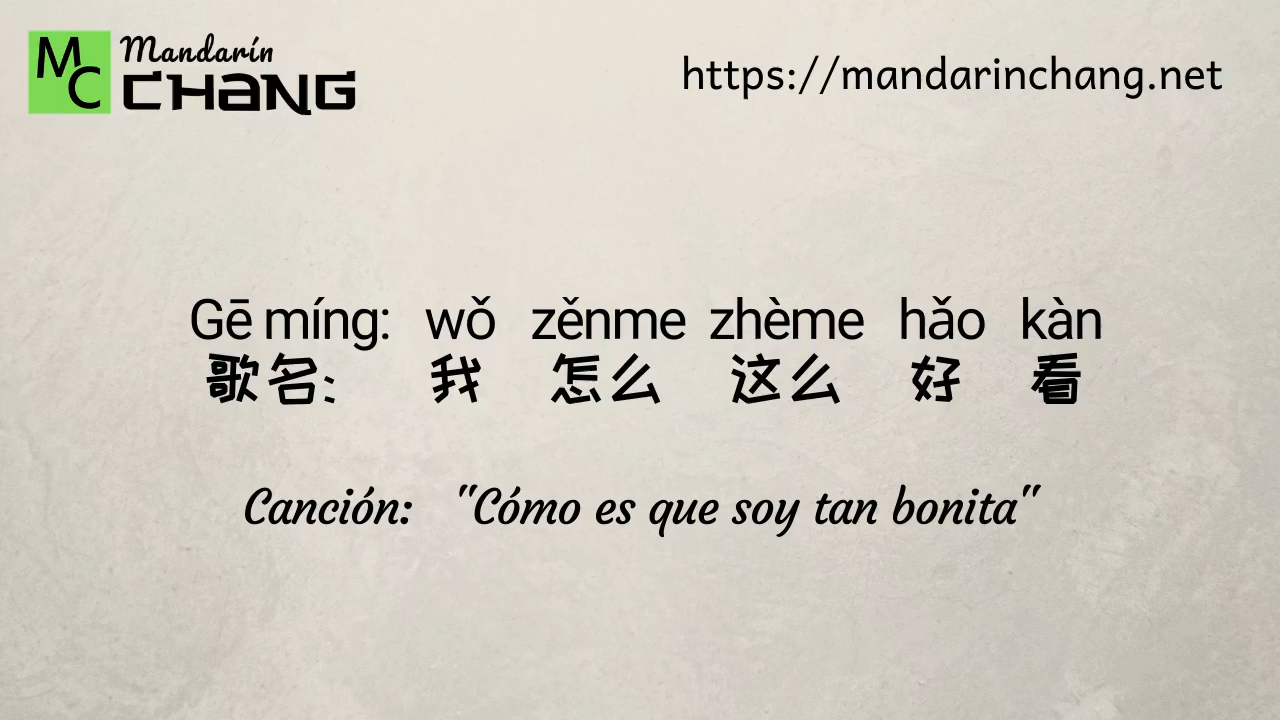 MC Mandarín
CHANG
https://mandarinchang.net
Gē míng: wǒ zěnme zhème hǎo kàn
歌名: 我 怎么 这么 好 看
Canción: "Cómo es que soy tan bonita"